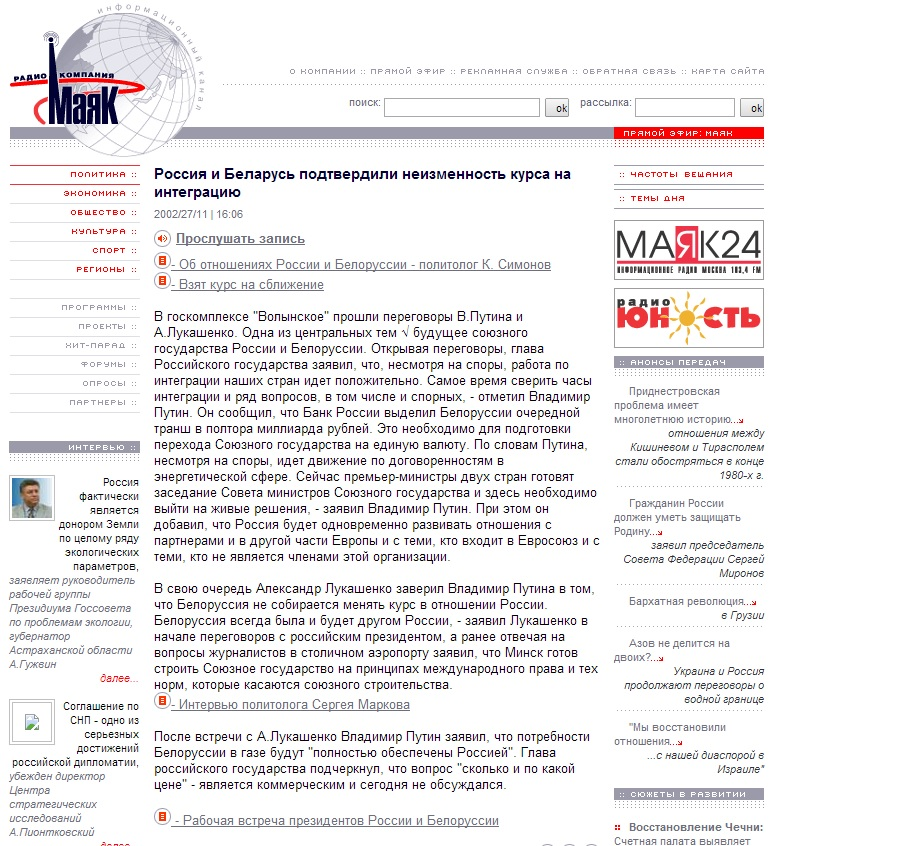 информационный канал
РАДИО КОМПАНИЯ
МаяК
О КОМПАНИИ :: ПРЯМОЙ ЭФИР :: РЕКЛАМНАЯ СЛУЖБА :: ОБРАТНАЯ СВЯЗЬ :: КАРТА САЙТА
поиск: ok рассылка: ok
ПРЯМОЙ ЭФИР: МАЯК
ПОЛИТИКА ::
ЭКОНОМИКА ::
ОБЩЕСТВО ::
КУЛЬТУРА ::
СПОРТ ::
РЕГИОНЫ ::
ПРОГРАММЫ ::
ПРОЕКТЫ ::
ХИТ-ПАРАД ::
ФОРУМЫ ::
ОПРОСЫ ::
ПАРТНЕРЫ ::
ИНТЕРВЬЮ ::
Россия
фактически
является
донором Земли
по целому ряду
экологических
параметров,
заявляет руководитель
рабочей группы
Президиума Госсовета
по проблемам экологии,
губернатор
Астраханской области
А.Гужвин
далее...
Соглашение по
СНП - одно из
серьезных
достижений
российской дипломатии,
убежден директор
Центра
стратегических
исследований
А.Пионтковский
далее...
Россия и Беларусь подтвердили неизменность курса на
интеграцию
2002/27/11 | 16:06
Прослушать запись
- Об отношениях России и Белоруссии - политолог К. Симонов
- Взят курс на сближение
В госкомплексе "Волынское" прошли переговоры В.Путина и
А.Лукашенко. Одна из центральных тем √ будущее союзного
государства России и Белоруссии. Открывая переговоры, глава
Российского государства заявил, что, несмотря на споры, работа по
интеграции наших стран идет положительно. Самое время сверить часы
интеграции и ряд вопросов, в том числе и спорных, - отметил Владимир
Путин. Он сообщил, что Банк России выделил Белоруссии очередной
транш в полтора миллиарда рублей. Это необходимо для подготовки
перехода Союзного государства на единую валюту. По словам Путина,
несмотря на споры, идет движение по договоренностям в
энергетической сфере. Сейчас премьер-министры двух стран готовят
заседание Совета министров Союзного государства и здесь необходимо
выйти на живые решения, - заявил Владимир Путин. При этом он
добавил, что Россия будет одновременно развивать отношения с
партнерами и в другой части Европы и с теми, кто входит в Евросоюз и с
теми, кто не является членами этой организации.
В свою очередь Александр Лукашенко заверил Владимира Путина в том,
что Белоруссия не собирается менять курс в отношении России.
Белоруссия всегда была и будет другом России, - заявил Лукашенко в
начале переговоров с российским президентом, а ранее отвечая на
вопросы журналистов в столичном аэропорту заявил, что Минск готов
строить Союзное государство на принципах международного права и тех
норм, которые касаются союзного строительства.
- Интервью политолога Сергея Маркова
После встречи с А.Лукашенко Владимир Путин заявил, что потребности
Белоруссии в газе будут "полностью обеспечены Россией". Глава
российского государства подчеркнул, что вопрос "сколько и по какой
цене" - является коммерческим и сегодня не обсуждался.
- Рабочая встреча президентов России и Белоруссии
:: ЧАСТОТЫ ВЕЩАНИЯ
:: ТЕМЫ ДНЯ
МАЯК24
ИНФОРМАЦИОННОЕ РАДИО МОСКВА 103,4 FM
радио
ЮНОСТЬ
:: АНОНСЫ ПЕРЕДАЧ
Приднестровская
проблема имеет
многолетнюю историю...
отношения между
Кишиневом и Тирасполем
стали обостряться в конце
1980-х г.
Гражданин России
должен уметь защищать
Родину...
заявил председатель
Совета Федерации Сергей
Миронов
Бархатная революция...
в Грузии
Азов не делится на
двоих?...
Украина и Россия
продолжают переговоры о
водной границе
"Мы восстановили
отношения...
...с нашей диаспорой в
Израиле"
:: СЮЖЕТЫ В РАЗВИТИИ
Восстановление Чечни:
Счетная палата выявляет